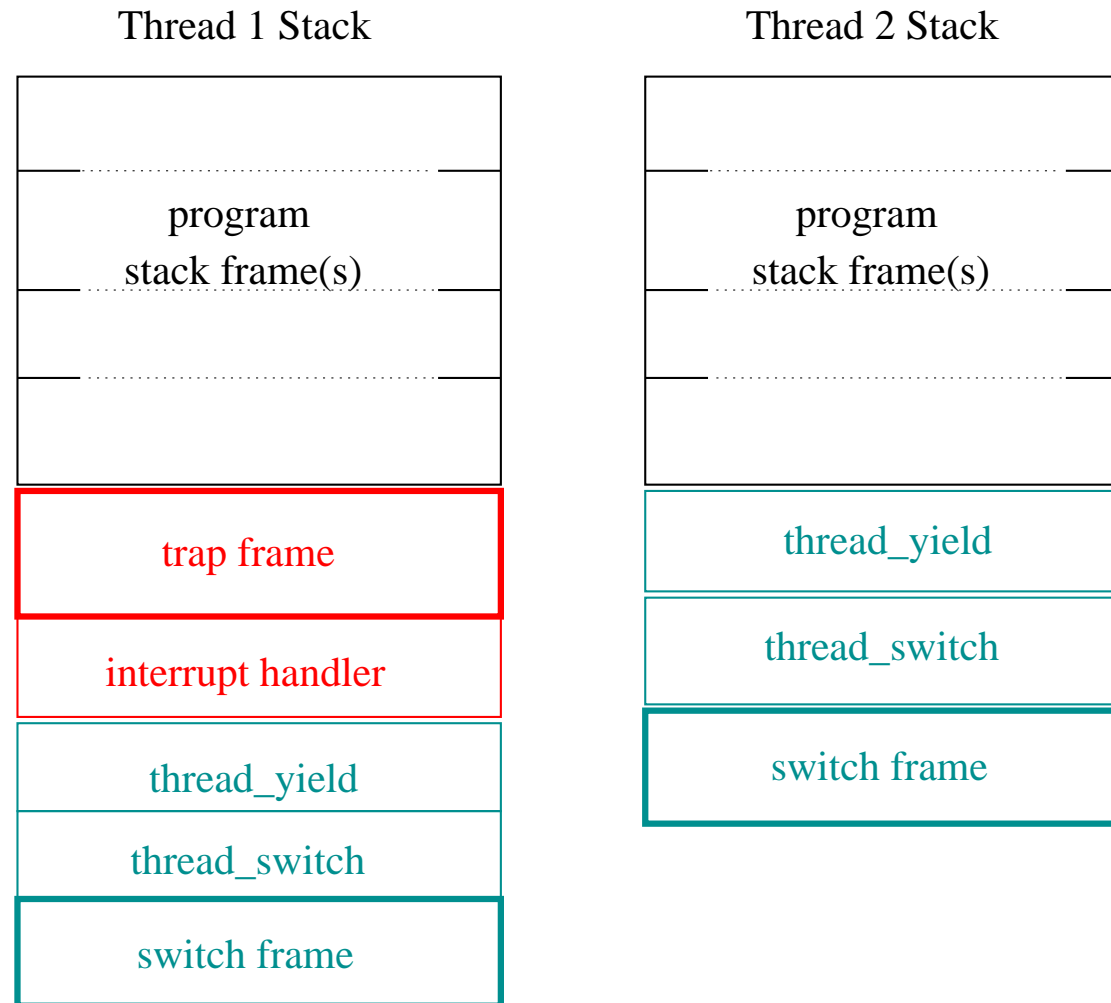 Thread 1 Stack
program
stack frame(s)
trap frame
interrupt handler
thread_yield
thread_switch
switch frame
Thread 2 Stack
program
stack frame(s)
thread_yield
thread_switch
switch frame